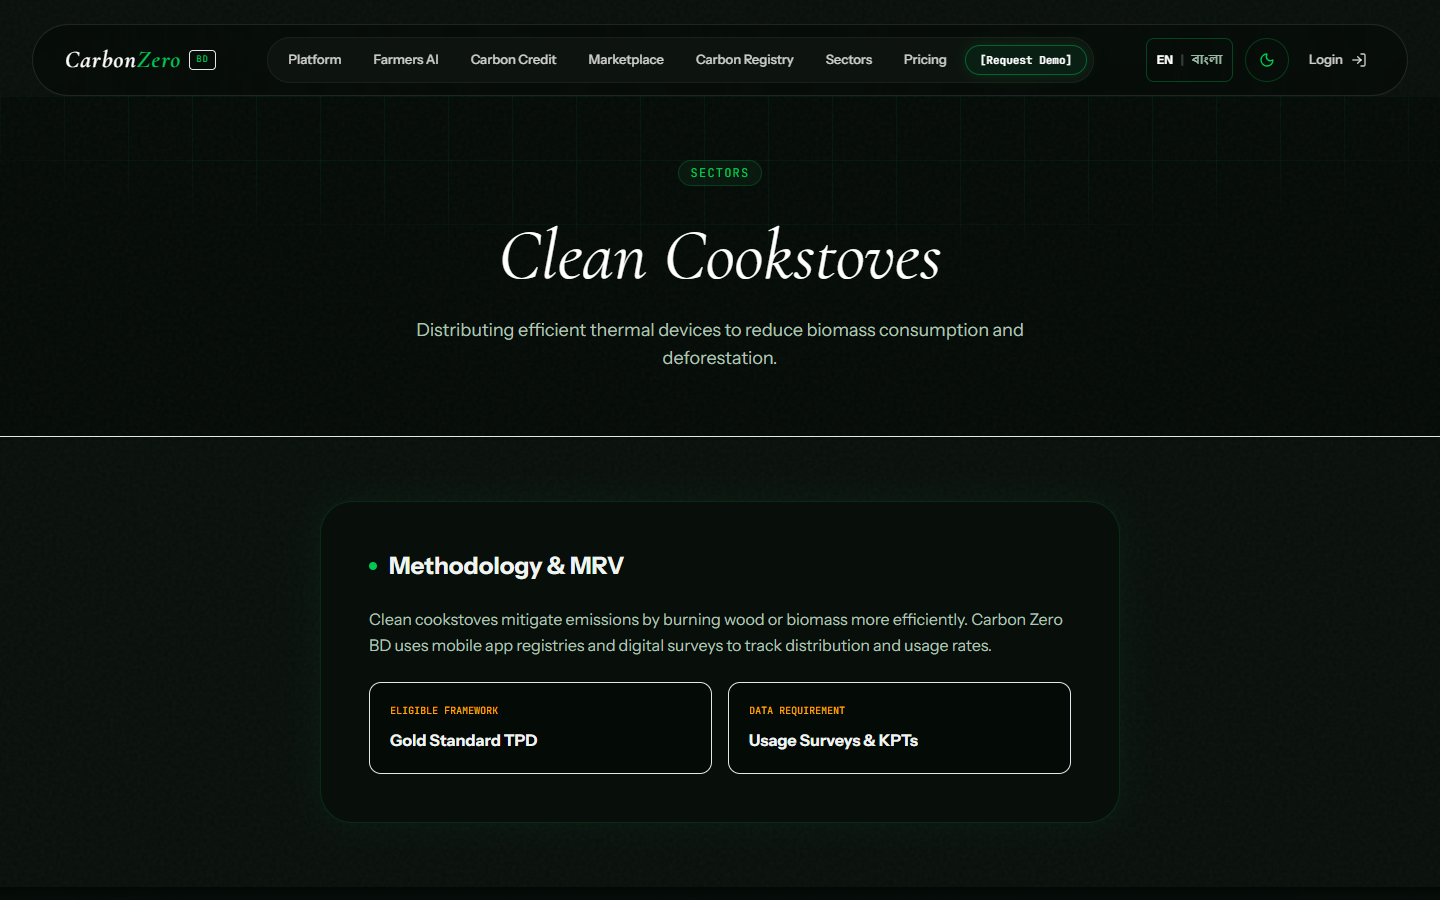 CarbonZero BD
Platform
Farmers AI
Carbon Credit
Marketplace
Carbon Registry
Sectors
Pricing
[Request Demo]
EN | বাংলা
Login
SECTORS
Clean Cookstoves
Distributing efficient thermal devices to reduce biomass consumption and
deforestation.
Methodology & MRV
Clean cookstoves mitigate emissions by burning wood or biomass more efficiently. Carbon Zero
BD uses mobile app registries and digital surveys to track distribution and usage rates.
ELIGIBLE FRAMEWORK
Gold Standard TPD
DATA REQUIREMENT
Usage Surveys & KPTs